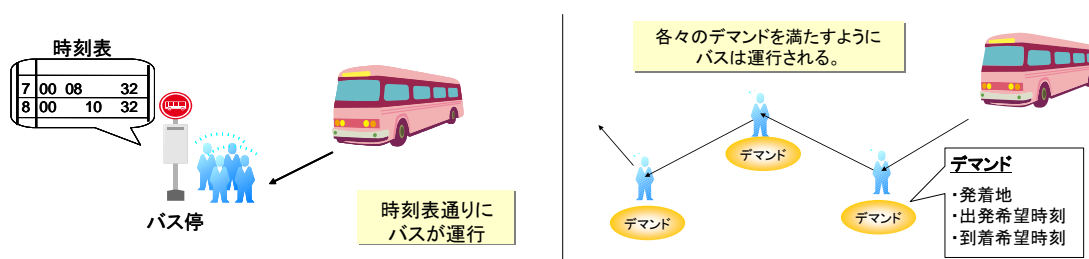 時刻表
7 00 08 32
8 00 10 32
バス停
時刻表通りに
バスが運行
各々のデマンドを満たすように
バスは運行される。
デマンド
デマンド
デマンド
デマンド
・発着地
・出発希望時刻
・到着希望時刻